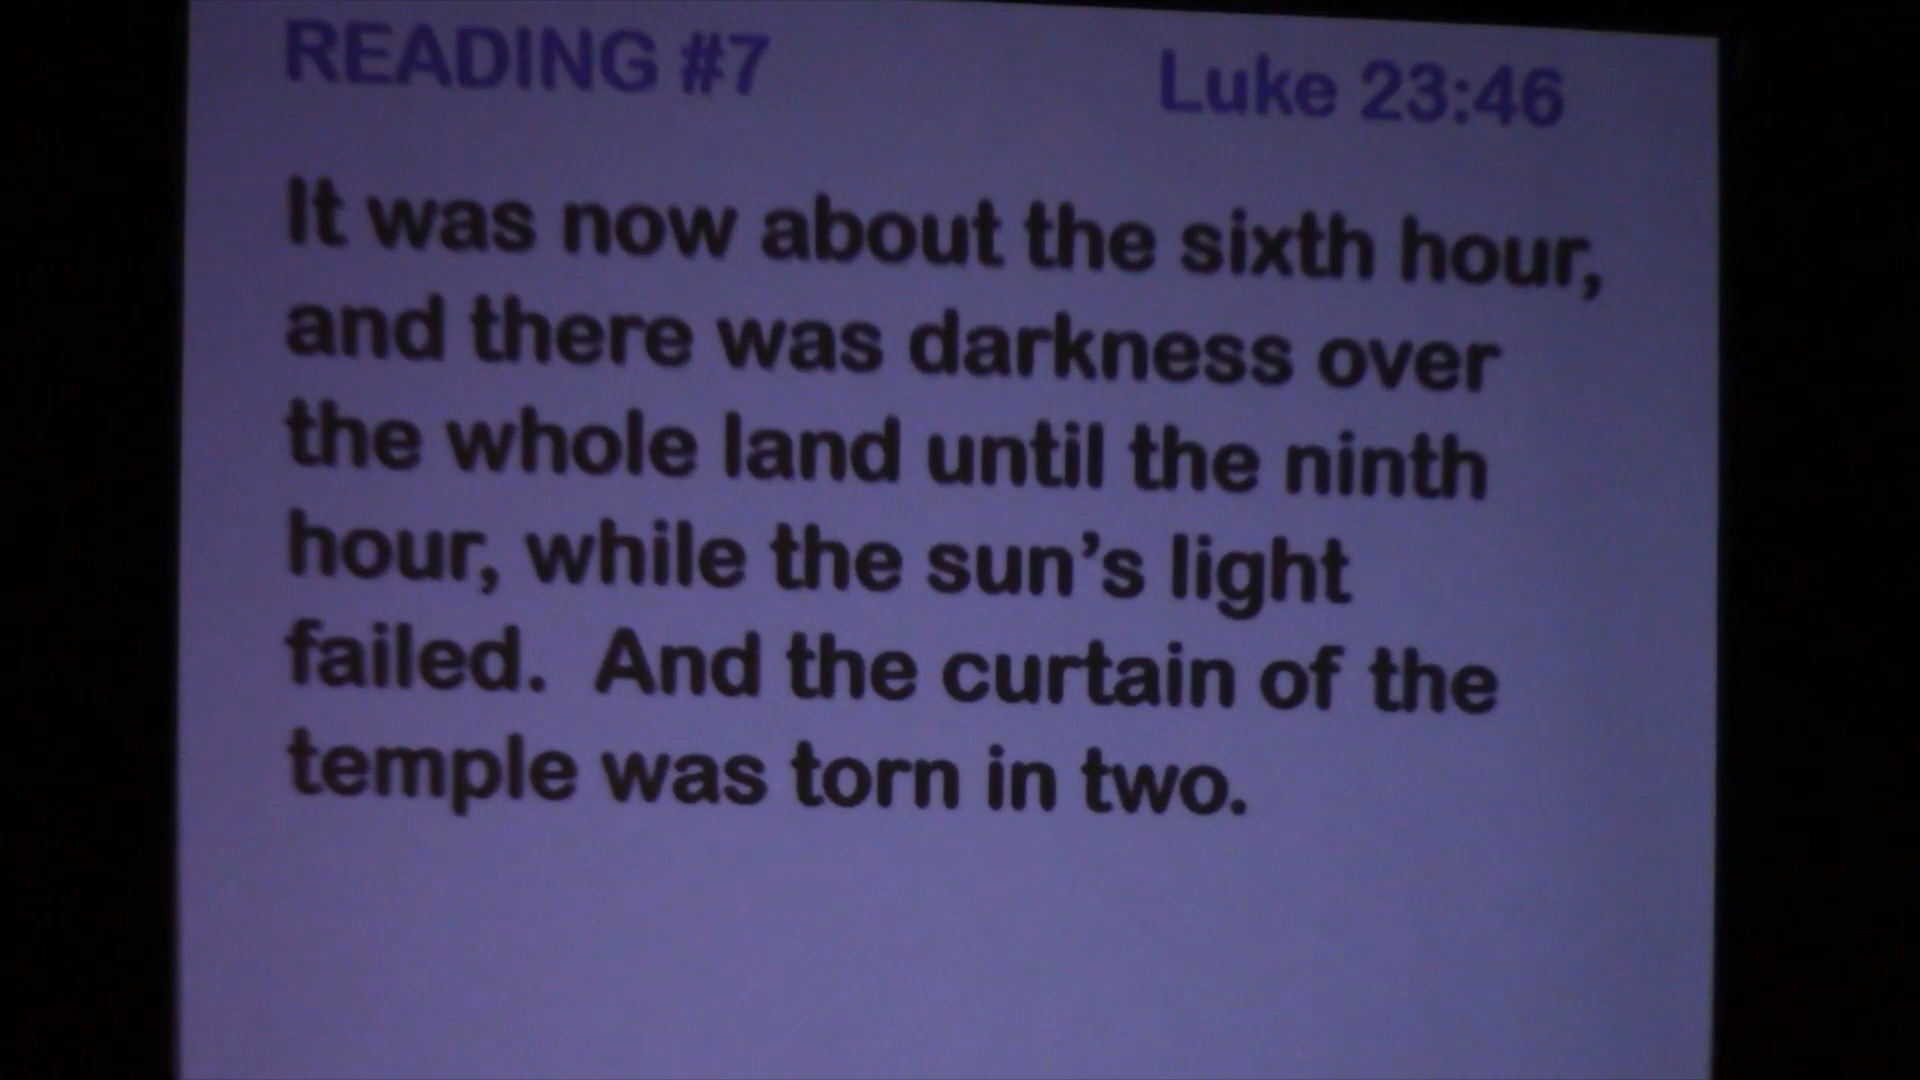 READING #7 Luke 23:46
It was now about the sixth hour,
and there was darkness over
the whole land until the ninth
hour, while the sun’s light
failed.  And the curtain of the
temple was torn in two.